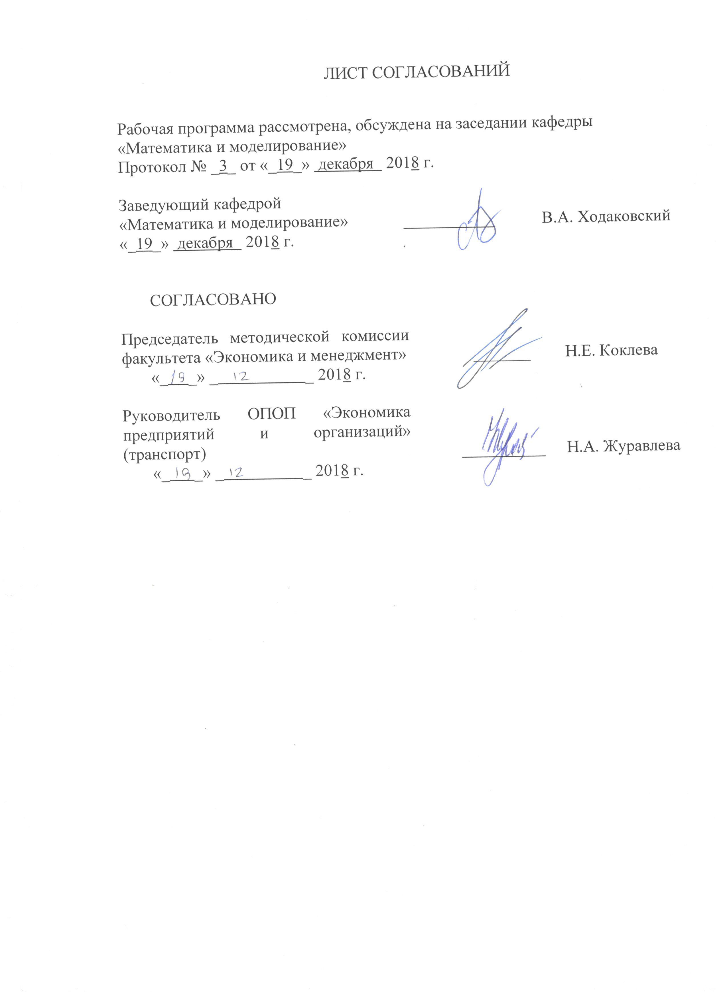 ЛИСТ СОГЛАСОВАНИЙ
Рабочая программа рассмотрена, обсуждена на заседании кафедры
«Математика и моделирование»
Протокол № _3_ от «_19_» декабря 2018 г.
Заведующий кафедрой
«Математика и моделирование» В.А. Ходаковский
«_19_» декабря 2018 г.
СОГЛАСОВАНО
Председатель методической комиссии
факультета «Экономика и менеджмент» Н.Е. Коклева
«_19_» 12 2018 г.
Руководитель ОПОП «Экономика
предприятий и организаций»
(транспорт) Н.А. Журавлева
«_19_» 12 2018 г.